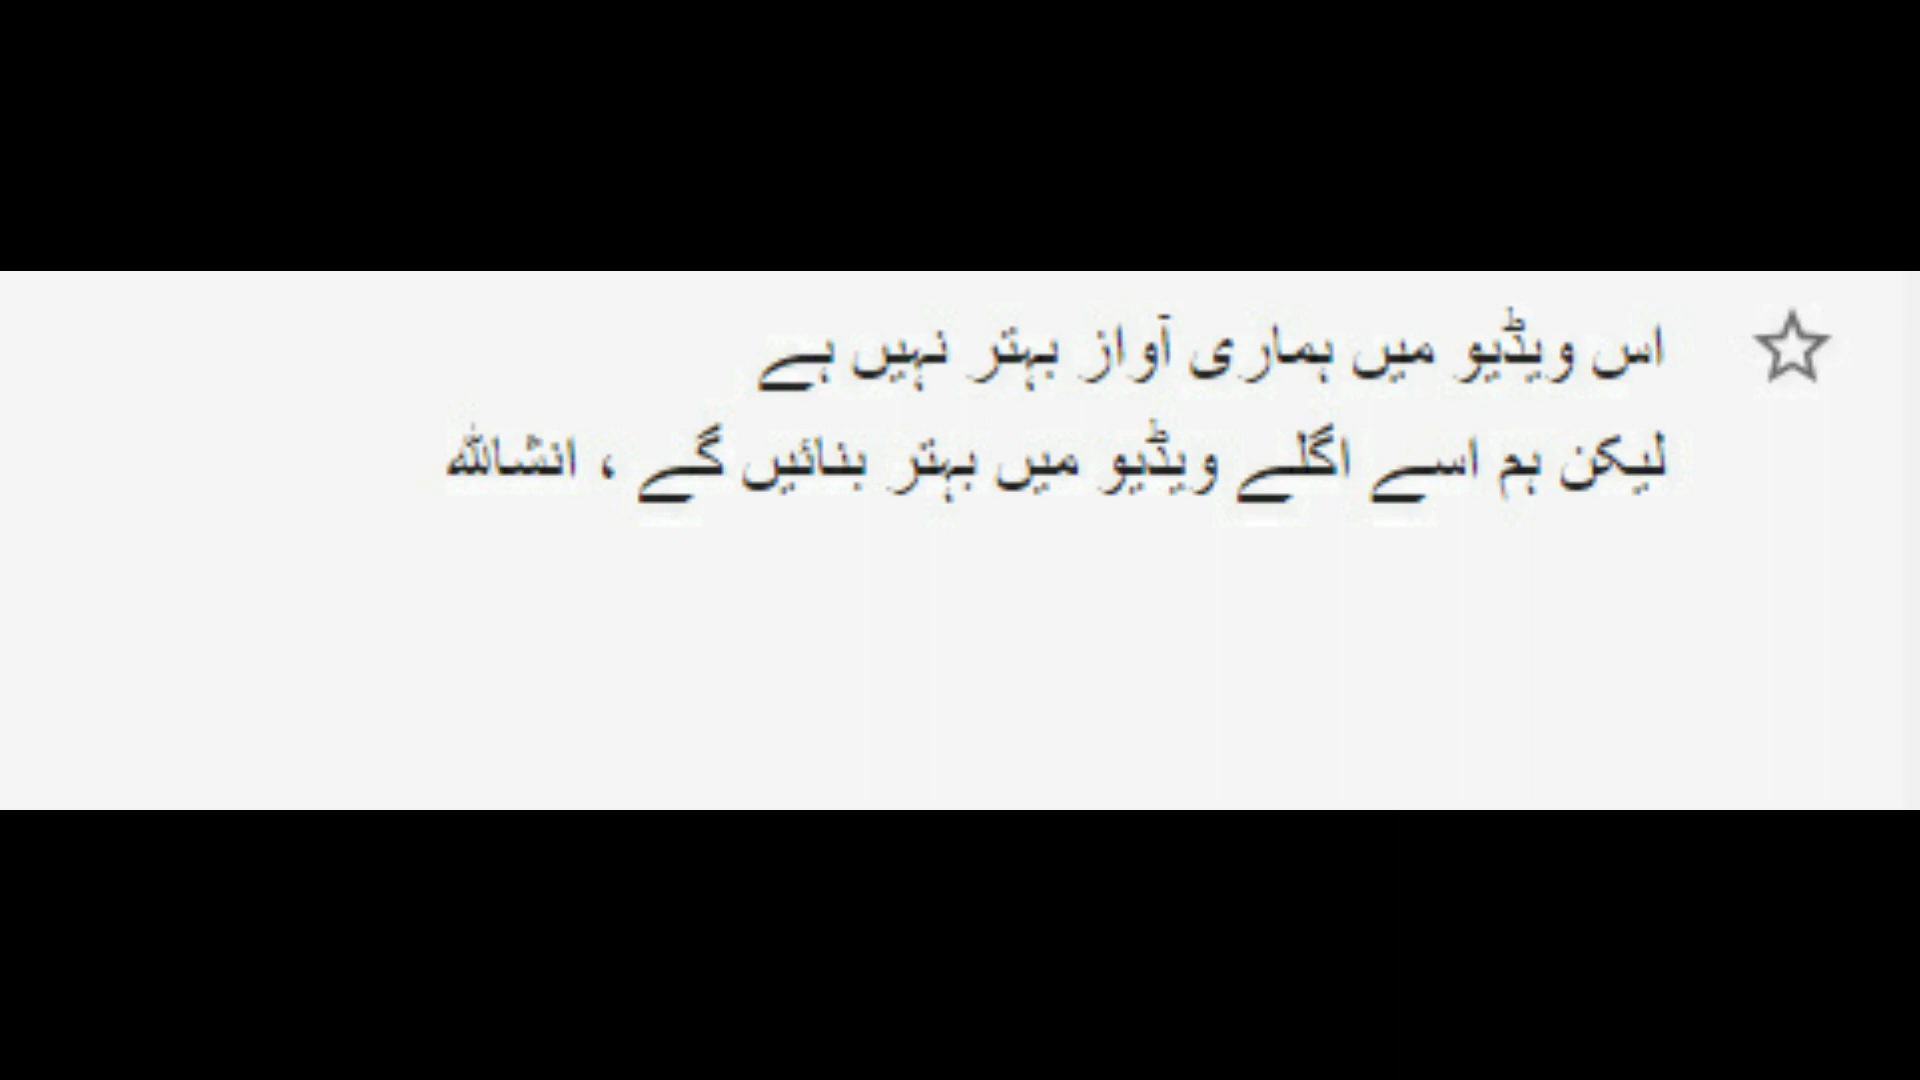 اس ویڈیو میں ہماری آواز بہتر نہیں ہے
لیکن ہم اسے اگلے ویڈیو میں بہتر بنائیں گے ، انشاللہ